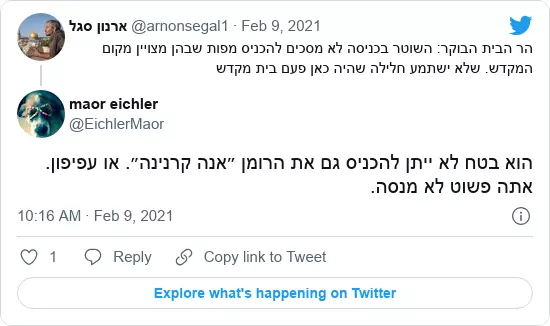 ארנון סגל @arnonsegal1 · Feb 9, 2021
הר הבית הבוקר: השוטר בכניסה לא מסכים להכניס מפות שבהן מצויין מקום
המקדש. שלא ישתמע חלילה שהיה כאן פעם בית מקדש
maor eichler
@EichlerMaor
הוא בטח לא ייתן להכניס גם את הרומן ״אנה קרנינה״. או עפיפון.
אתה פשוט לא מנסה.
10:16 AM · Feb 9, 2021
1 Reply Copy link to Tweet
Explore what's happening on Twitter